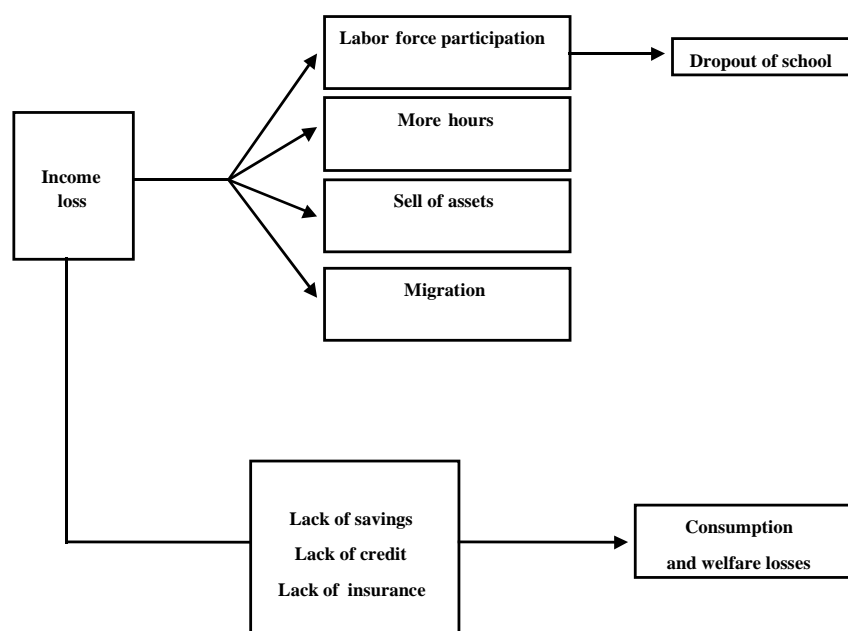 Labor force participation
Dropout of school
More hours
Income
loss
Sell of assets
Migration
Lack of savings
Lack of credit
Lack of insurance
Consumption
and welfare losses